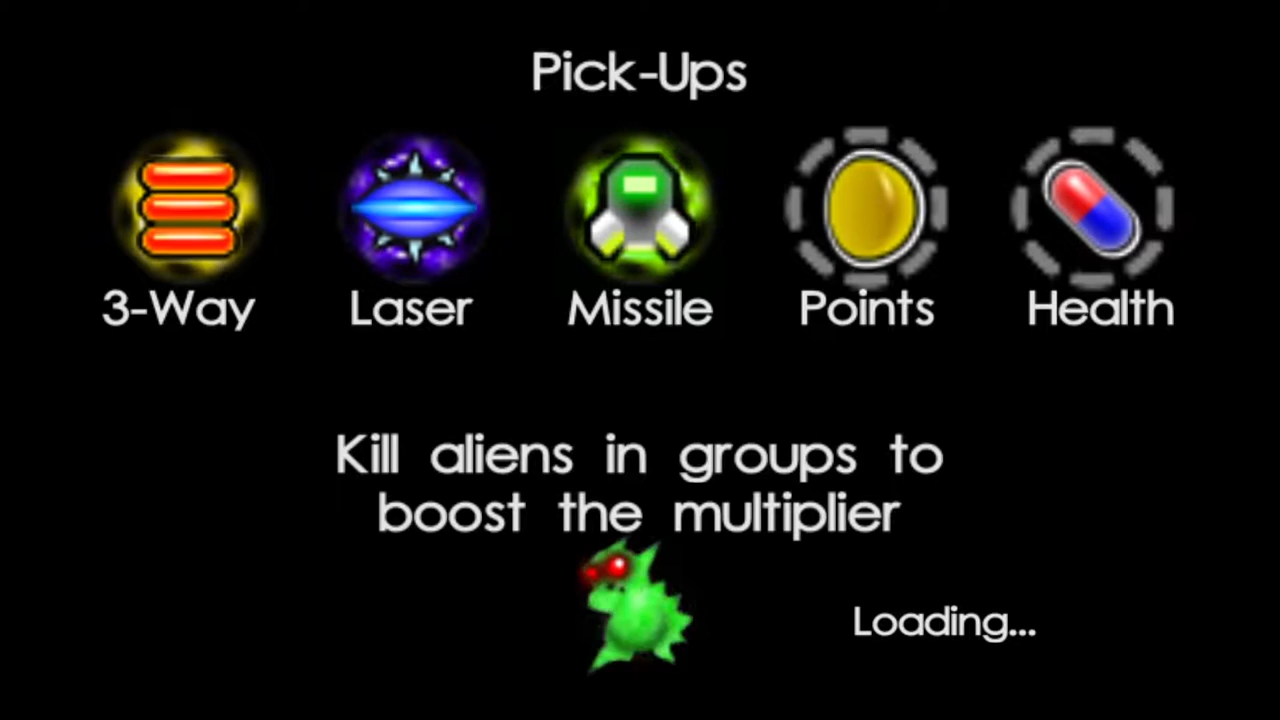 Pick-Ups
3-Way Laser Missile Points Health
Kill aliens in groups to
boost the multiplier
Loading...